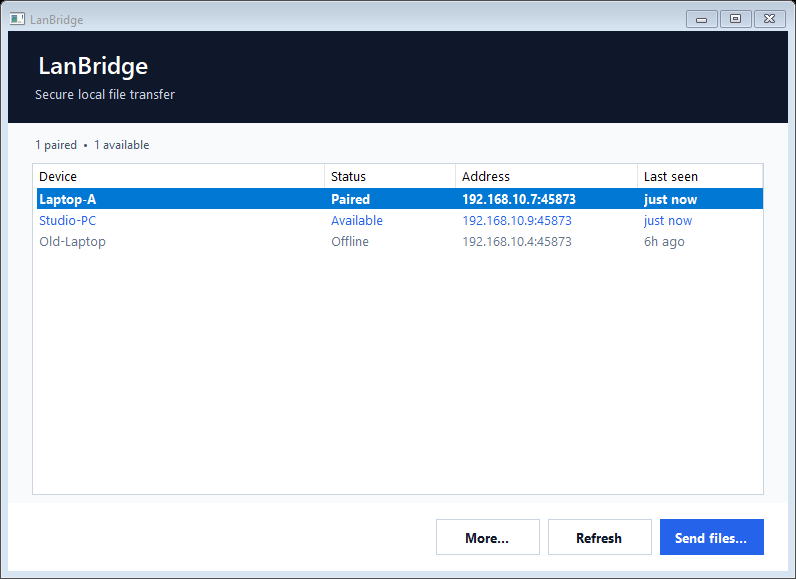 LanBridge
LanBridge
Secure local file transfer
1 paired • 1 available
Device Status Address Last seen
Laptop-A Paired 192.168.10.7:45873 just now
Studio-PC Available 192.168.10.9:45873 just now
Old-Laptop Offline 192.168.10.4:45873 6h ago
More... Refresh Send files...